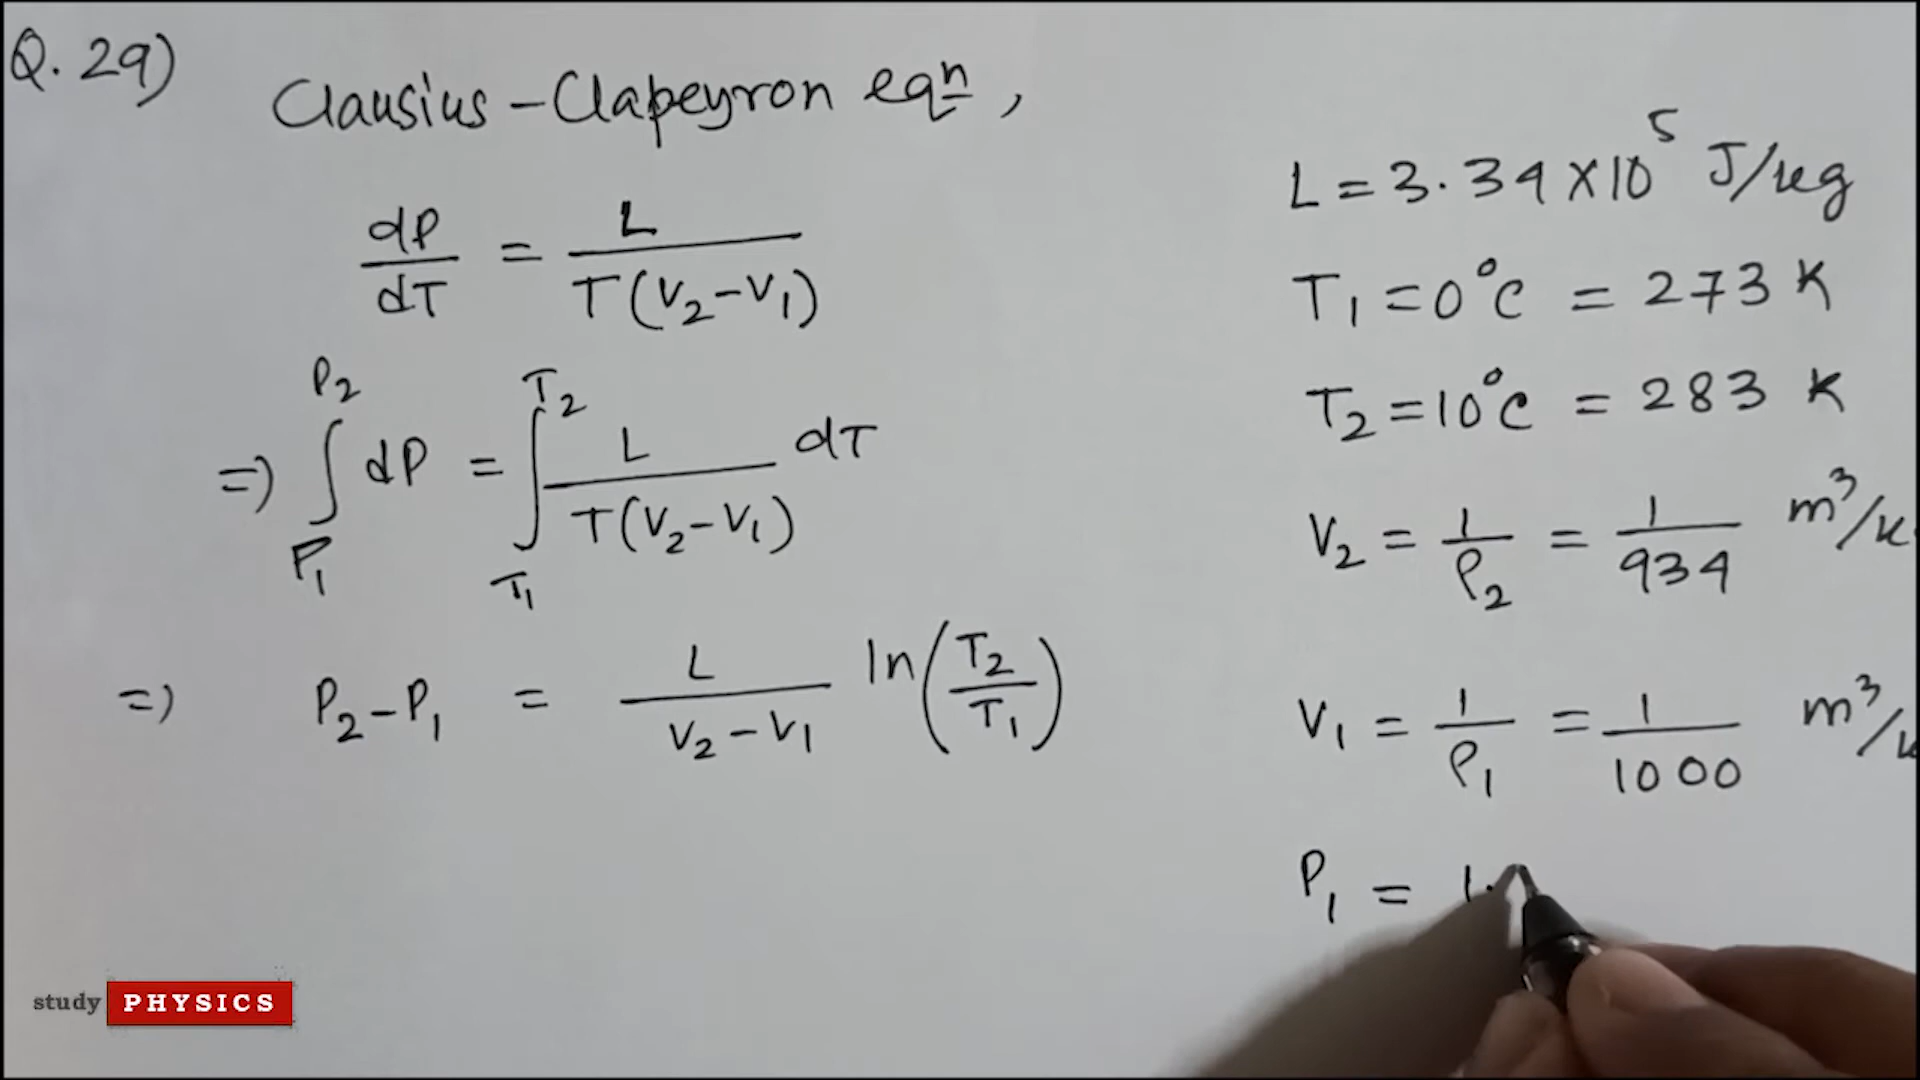 Q. 29)
Clausius - Clapeyron eqn,
dP/dT = L/T(V2-V1)
=) ∫P1^P2 dP = ∫T1^T2 L/T(V2-V1) dT
=) P2-P1 = L/V2-V1 ln(T2/T1)
L = 3.34 X 10^5 J/kg
T1 = 0°C = 273 K
T2 = 10°C = 283 K
V2 = 1/ρ2 = 1/934 m³/k
V1 = 1/ρ1 = 1/1000 m³/k
P1 = 1.
study PHYSICS